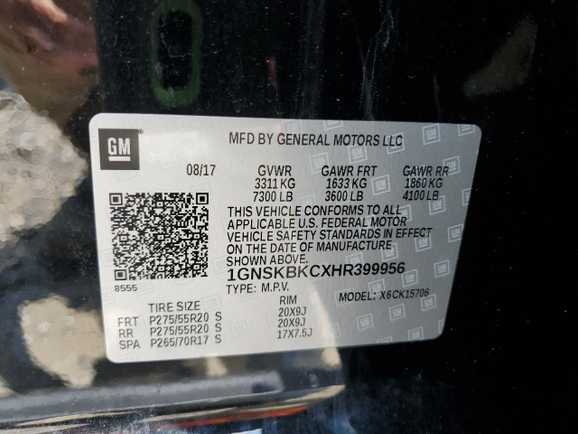 GM
MFD BY GENERAL MOTORS LLC
08/17 GVWR GAWR FRT GAWR RR
3311 KG 1633 KG 1860 KG
7300 LB 3600 LB 4100 LB
THIS VEHICLE CONFORMS TO ALL
APPLICABLE U.S. FEDERAL MOTOR
VEHICLE SAFETY STANDARDS IN EFFECT
ON THE DATE OF MANUFACTURE
SHOWN ABOVE.
8555 1GNSKBKCXHR399956
TYPE: M.P.V. MODEL: X6CK15706
TIRE SIZE RIM
FRT P275/55R20 S 20X9J
RR P275/55R20 S 20X9J
SPA P265/70R17 S 17X7.5J